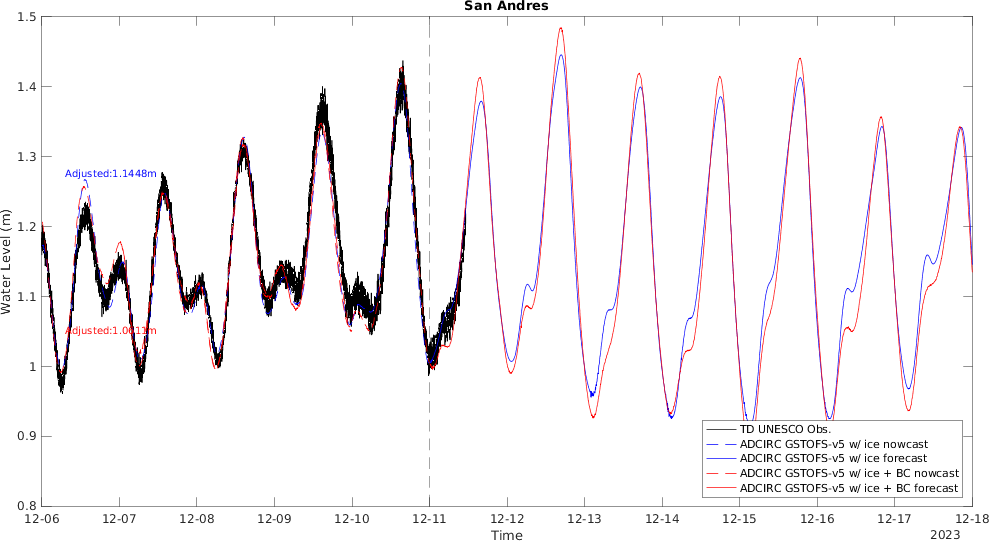 San Andres
1.5
1.4
1.3
1.2
1.1
1
0.9
0.8
Water Level (m)
Adjusted:1.1448m
Adjusted:1.0011m
TD UNESCO Obs.
ADCIRC GSTOFS-v5 w/ ice nowcast
ADCIRC GSTOFS-v5 w/ ice forecast
ADCIRC GSTOFS-v5 w/ ice + BC nowcast
ADCIRC GSTOFS-v5 w/ ice + BC forecast
12-06 12-07 12-08 12-09 12-10 12-11 12-12 12-13 12-14 12-15 12-16 12-17 12-18
Time
2023